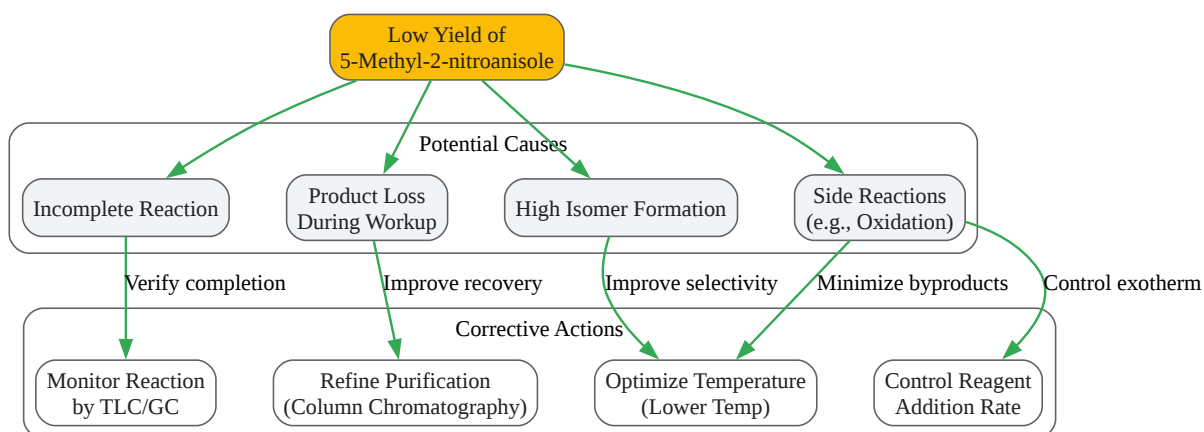 Low Yield of
5-Methyl-2-nitroanisole
Potential Causes
Incomplete Reaction
Product Loss
During Workup
High Isomer Formation
Side Reactions
(e.g., Oxidation)
Verify completion
Improve recovery
Improve selectivity
Minimize byproducts
Control exotherm
Corrective Actions
Monitor Reaction
by TLC/GC
Refine Purification
(Column Chromatography)
Optimize Temperature
(Lower Temp)
Control Reagent
Addition Rate